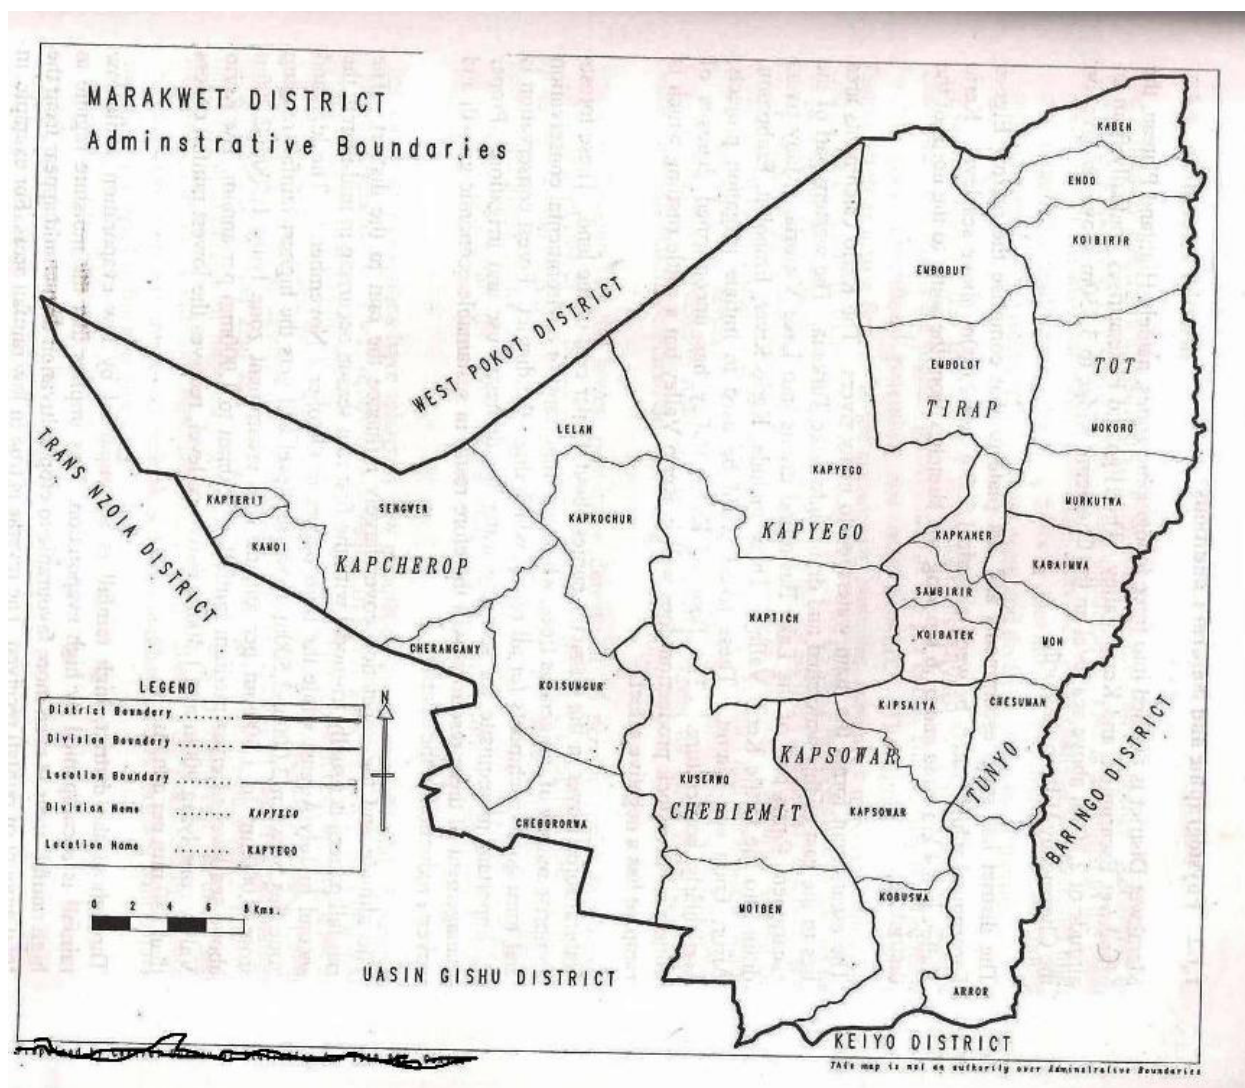 MARAKWET DISTRICT
Adminstrative Boundaries
KABEN
ENDO
KOIBIRIR
EMBOBUT
WEST POKOT DISTRICT
EMBOLOT
TOT
TIRAP
MOKORO
LELAN
KAPYEGO
TRANS NZOIA DISTRICT
KAPTERIT
SENGWER
MURKUTWA
KAPKOCHUR
KAPYEGO
KAPKAMER
KAMOI
KAPCHEROP
KABAIMWA
SAMBIRIR
KAPTICH
KOIBATEK
MON
CHERANGANY
KOISUNGUR
LEGEND
District Boundary ........
Division Boundary ........
Location Boundary ........
Division Name ...... KAPYEGO
Location Name ........ KAPYEGO
N
KIPSAIYA
CHESUMAN
KAPSOWAR
KUSERWO
TUNYO
BARINGO DISTRICT
CHEBIEMIT
KAPSOWAR
CHEBORORWA
0 2 4 6 8 Kms.
MOIBEN
KOBUSWA
UASIN GISHU DISTRICT
ARROR
KEIYO DISTRICT
This map is not an authority over Adminstrative Boundaries